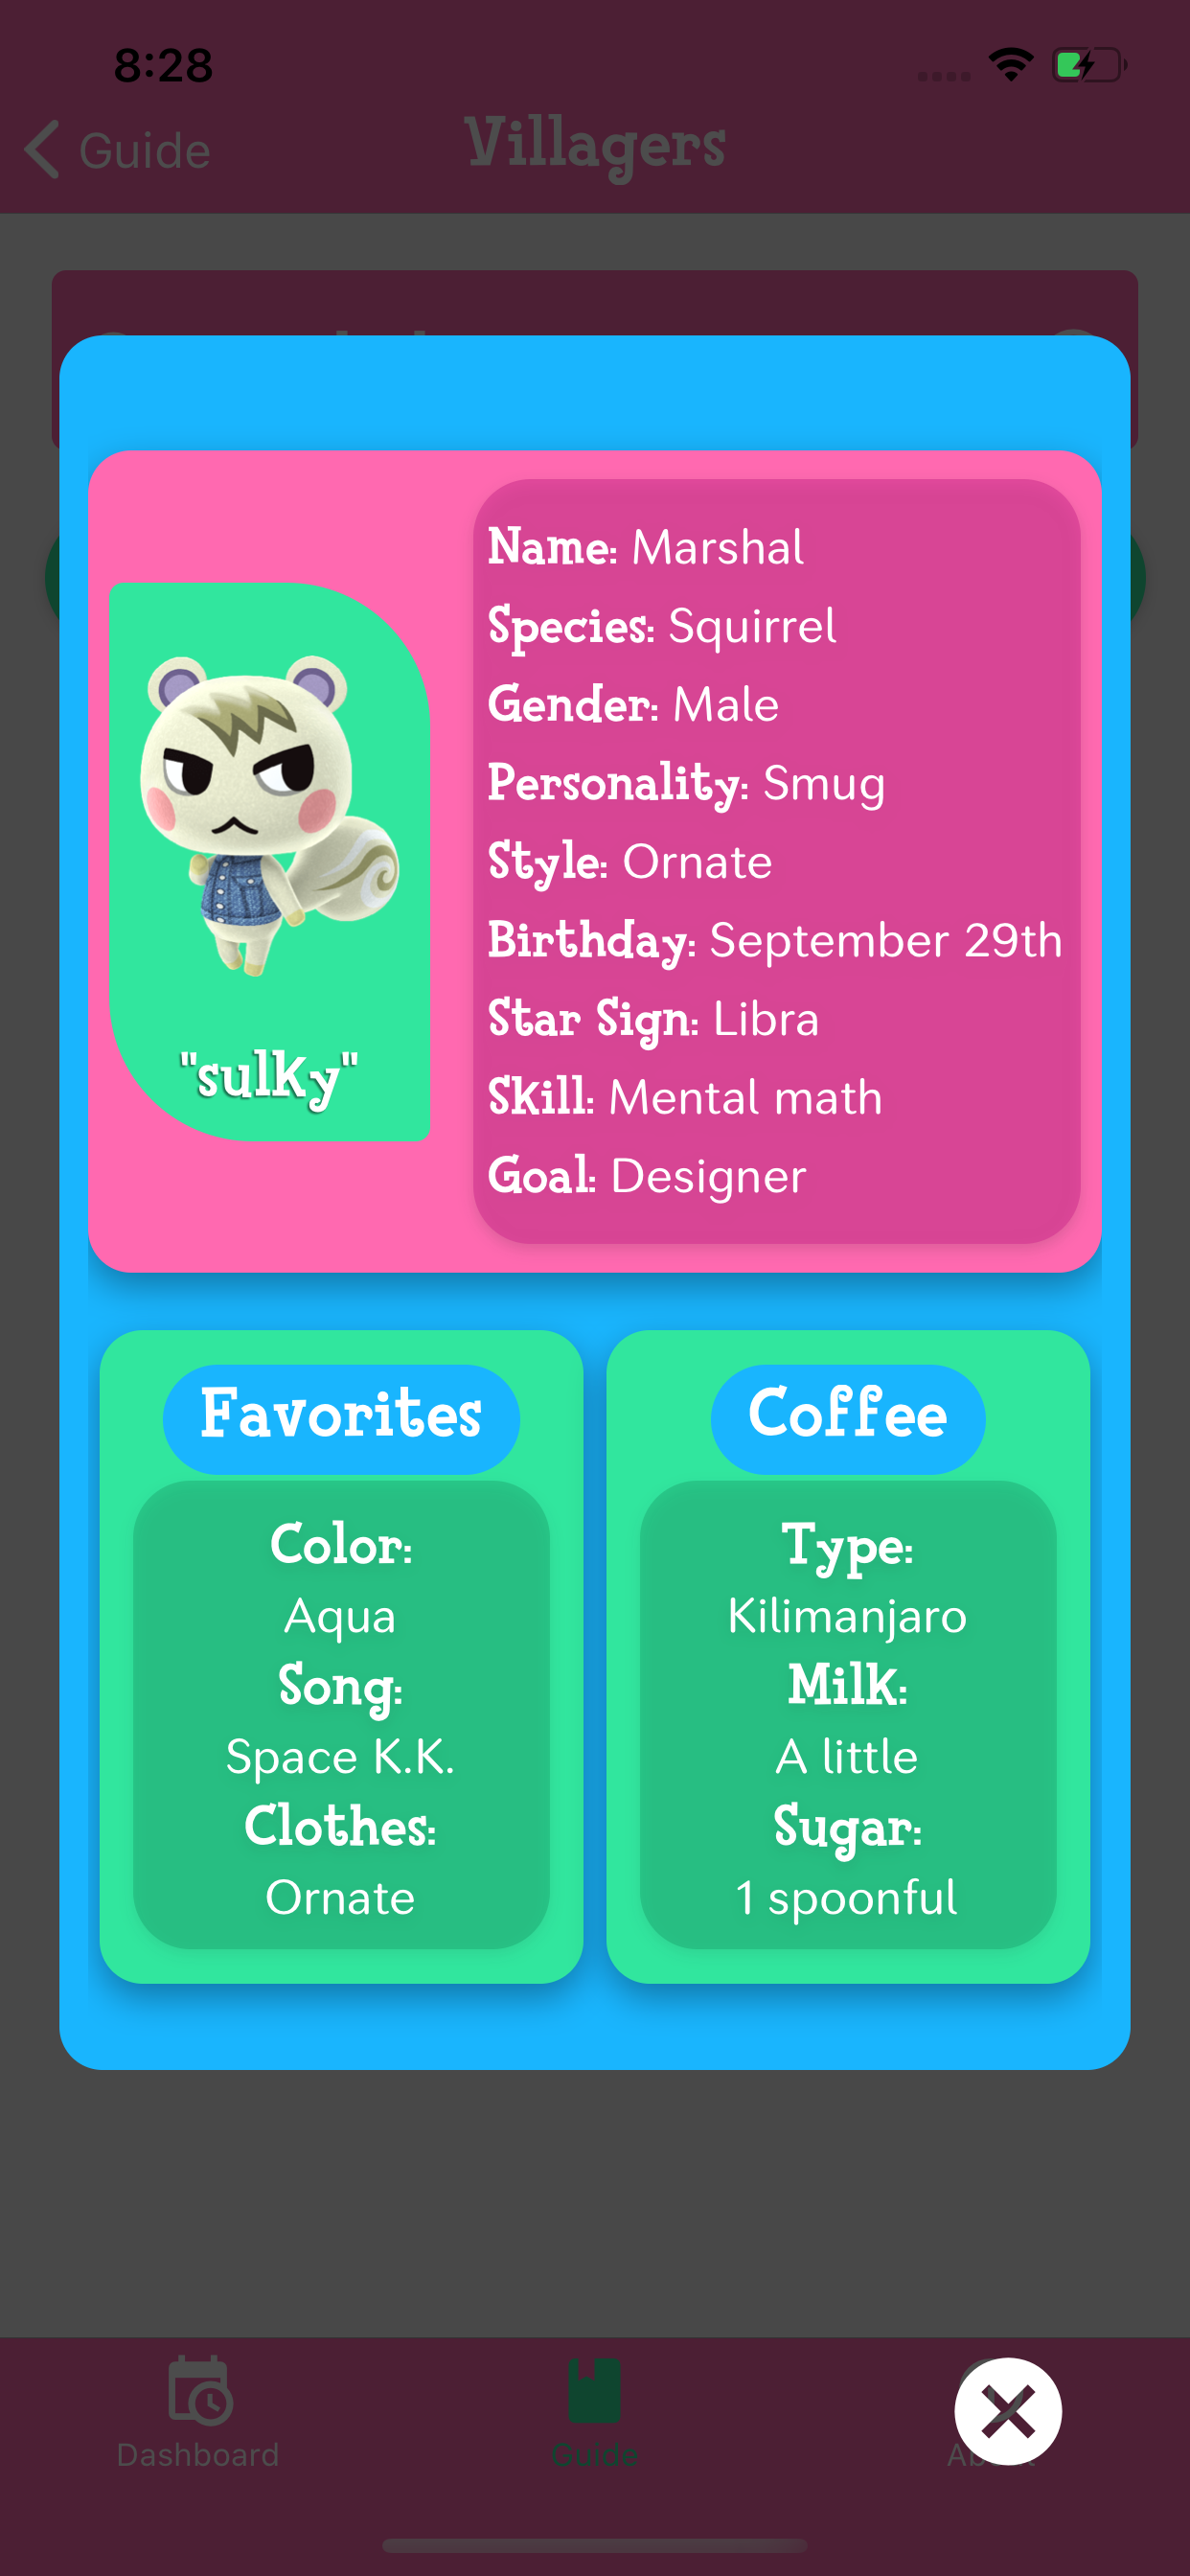 8:28
Guide
Villagers
Name: Marshal
Species: Squirrel
Gender: Male
Personality: Smug
Style: Ornate
Birthday: September 29th
Star Sign: Libra
Skill: Mental math
Goal: Designer
"sulky"
Favorites
Color:
Aqua
Song:
Space K.K.
Clothes:
Ornate
Coffee
Type:
Kilimanjaro
Milk:
A little
Sugar:
1 spoonful
Dashboard
Guide